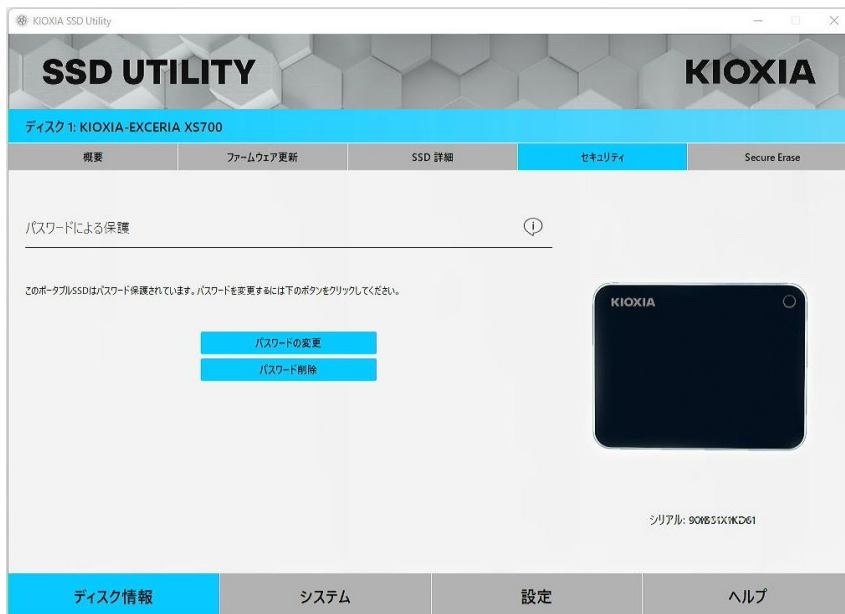 KIOXIA SSD Utility
SSD UTILITY
KIOXIA
ディスク 1: KIOXIA-EXCERIA XS700
概要
ファームウェア更新
SSD 詳細
セキュリティ
Secure Erase
パスワードによる保護
このポータブルSSDはパスワード保護されています。パスワードを変更するには下のボタンをクリックしてください。
パスワードの変更
パスワード削除
KIOXIA
シリアル:
ディスク情報
システム
設定
ヘルプ